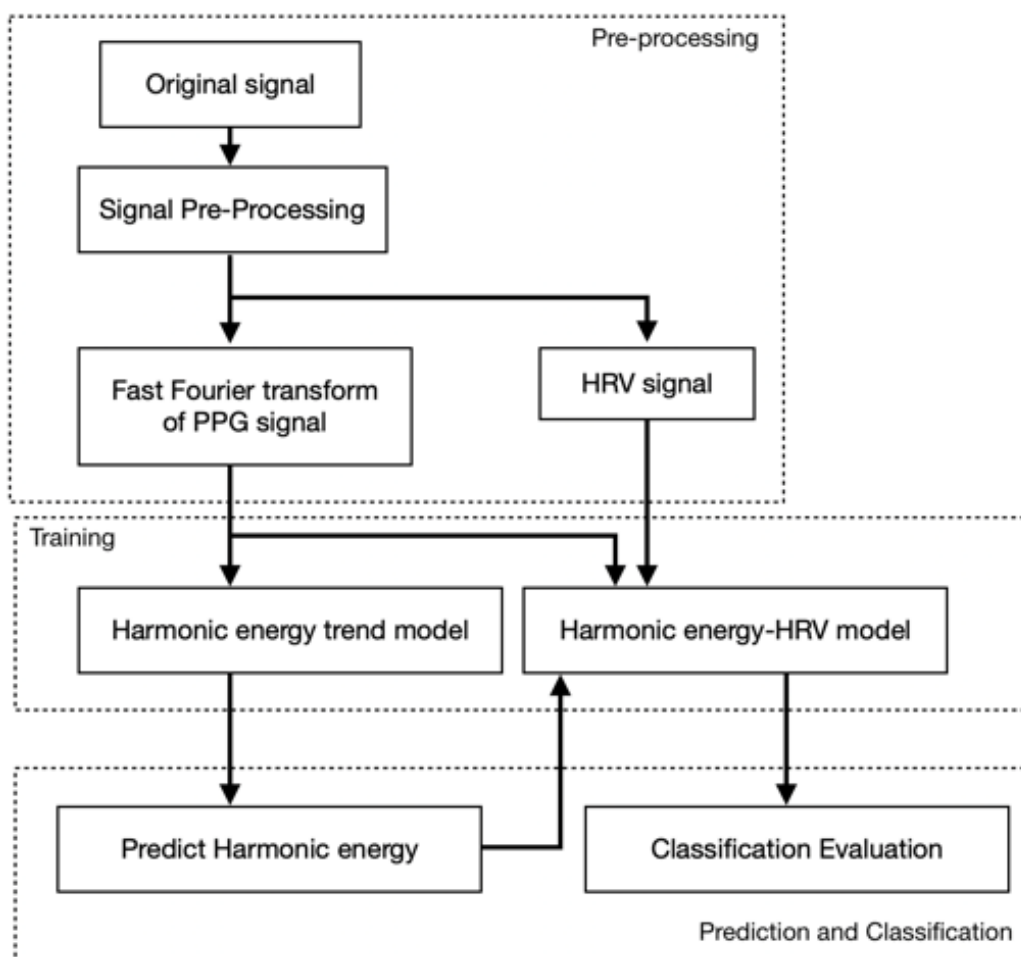 Pre-processing
Original signal
Signal Pre-Processing
Fast Fourier transform
of PPG signal
HRV signal
Training
Harmonic energy trend model
Harmonic energy-HRV model
Predict Harmonic energy
Classification Evaluation
Prediction and Classification